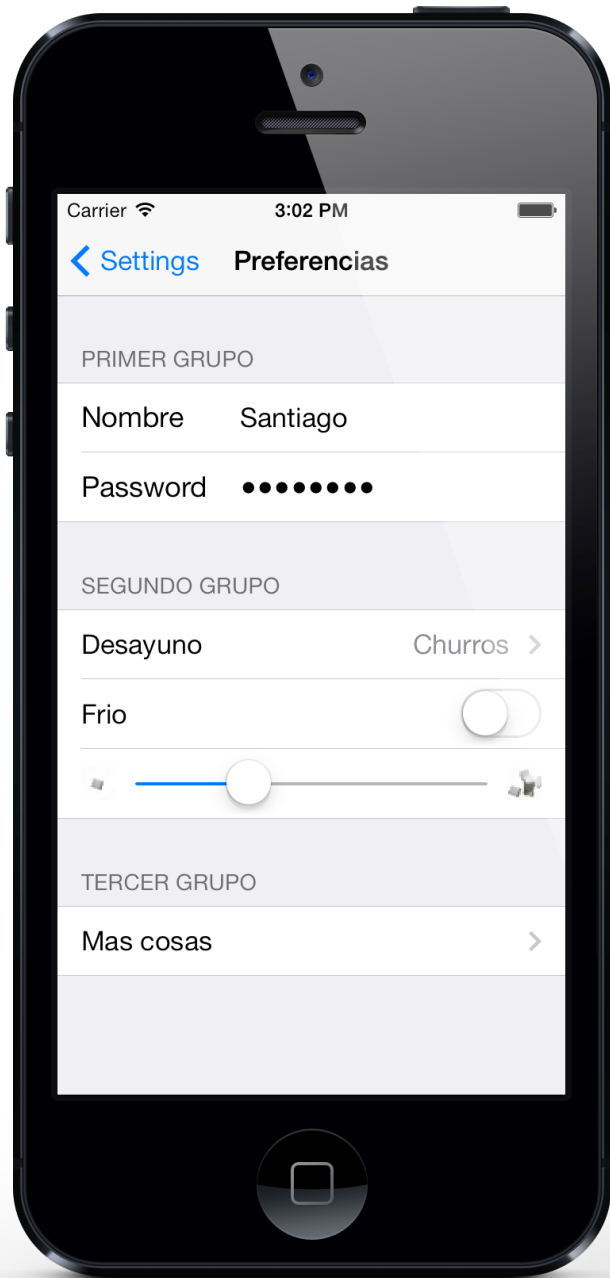 Carrier 3:02 PM
Settings Preferencias
PRIMER GRUPO
Nombre Santiago
Password ●●●●●●●●
SEGUNDO GRUPO
Desayuno Churros
Frio
TERCER GRUPO
Mas cosas